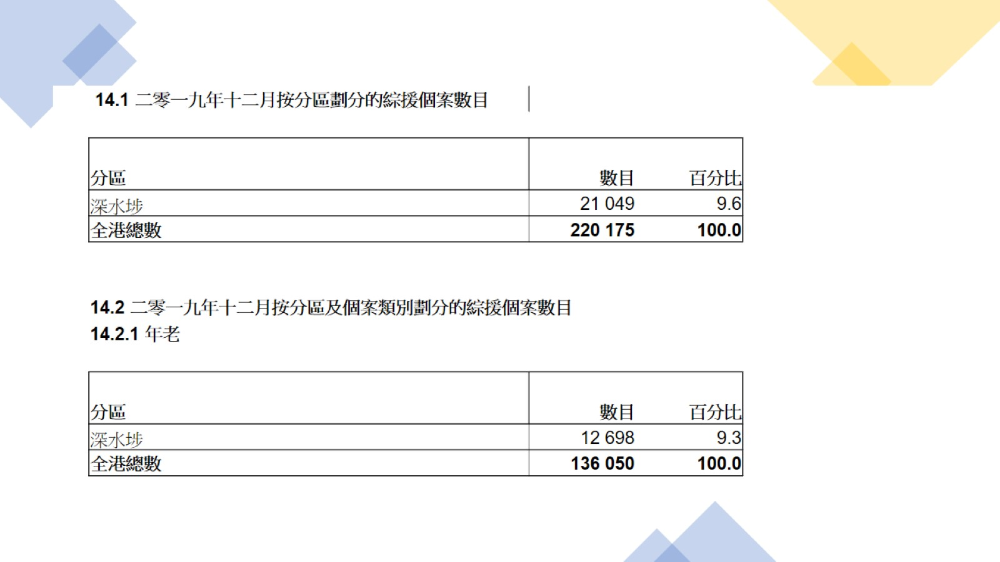 14.1 二零一九年十二月按分區劃分的綜援個案數目
分區 數目 百分比
深水埗 21 049 9.6
全港總數 220 175 100.0
14.2 二零一九年十二月按分區及個案類別劃分的綜援個案數目
14.2.1 年老
分區 數目 百分比
深水埗 12 698 9.3
全港總數 136 050 100.0